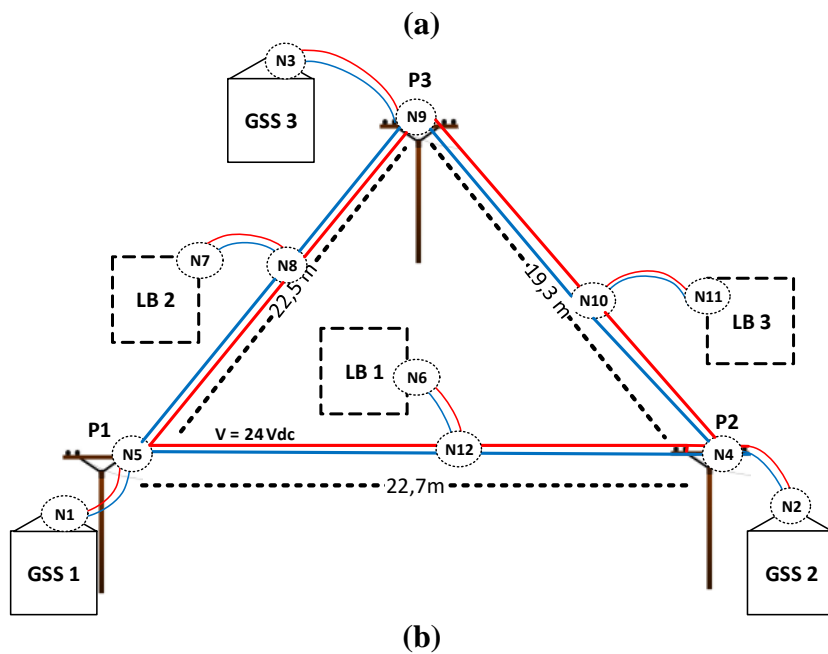 (a)
N3
P3
GSS 3
N9
N7
N8
22,5 m
19,3 m
LB 2
N10
N11
LB 3
LB 1
N6
P1
V = 24 Vdc
P2
N5
N12
N4
22,7m
N1
N2
GSS 1
GSS 2
(b)